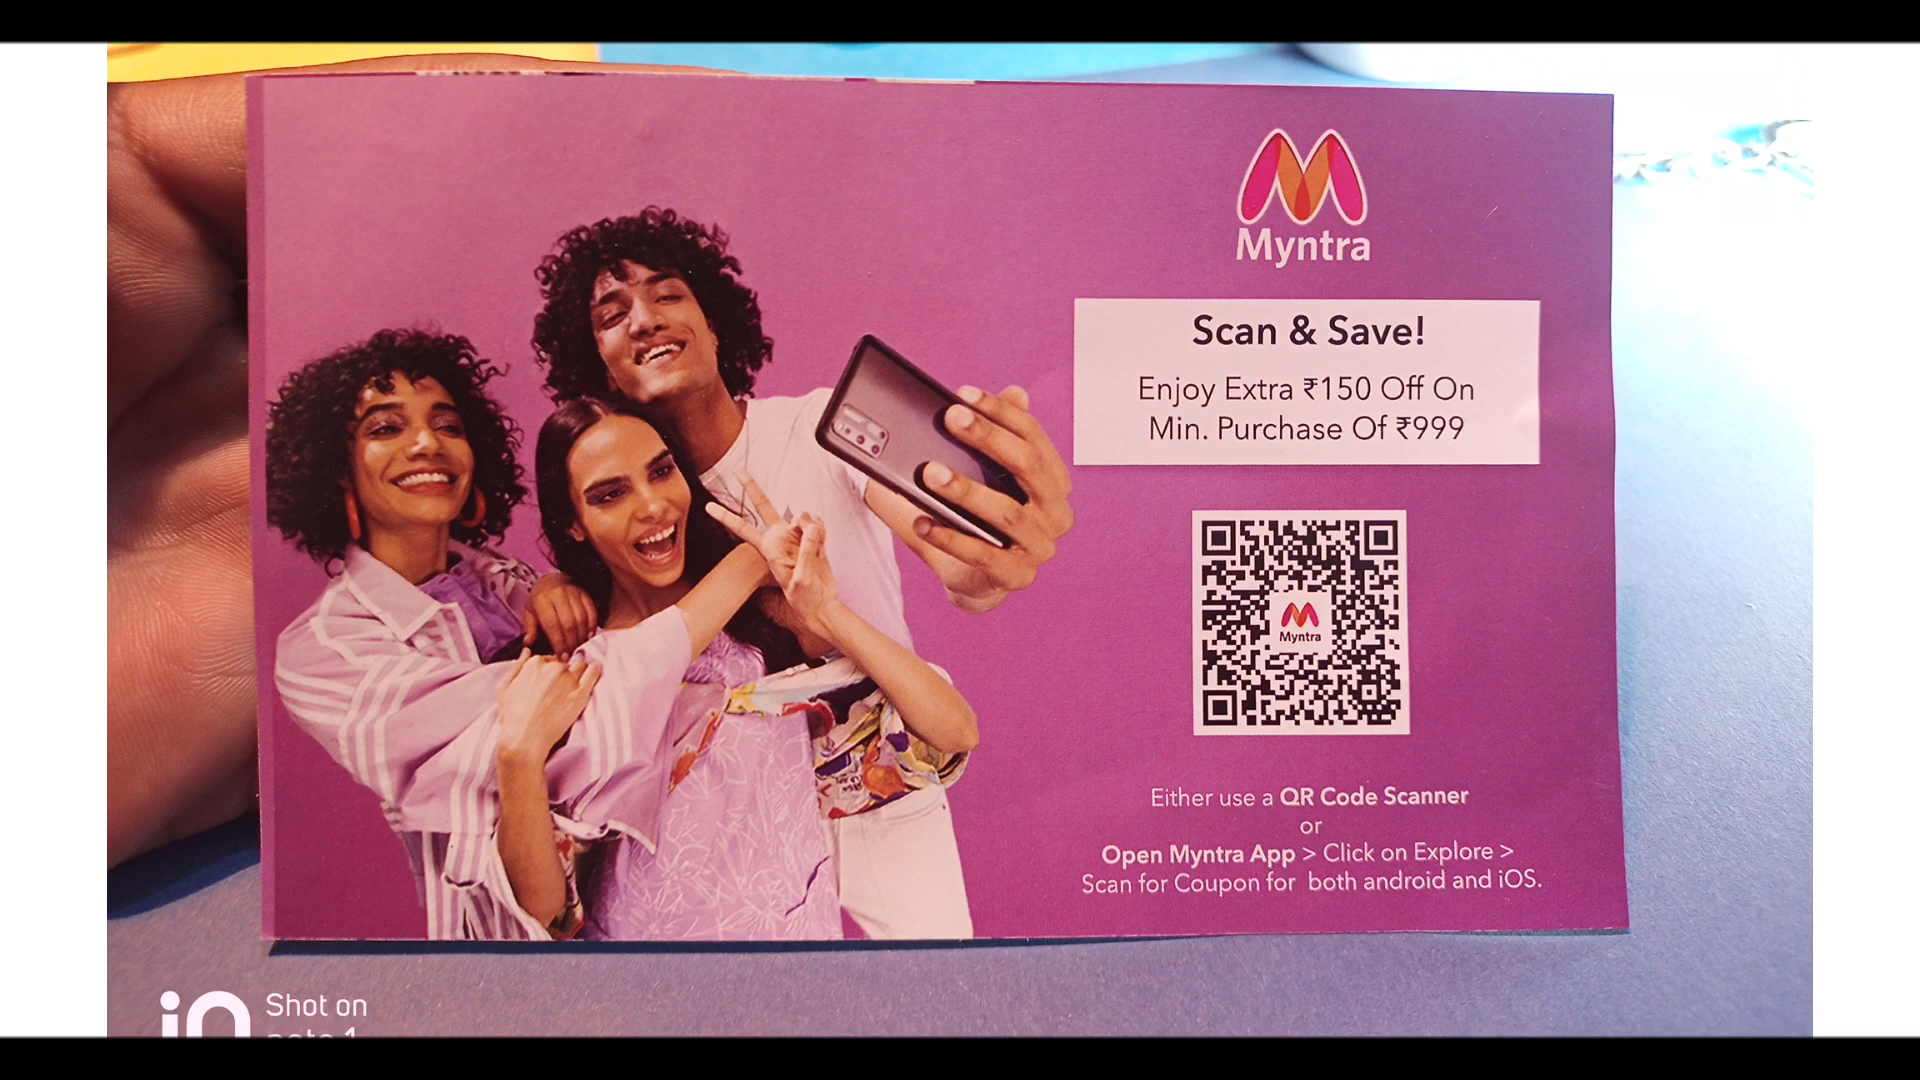 Myntra
Scan & Save!
Enjoy Extra ₹150 Off On
Min. Purchase Of ₹999
Myntra
Either use a QR Code Scanner
or
Open Myntra App > Click on Explore >
Scan for Coupon for both android and iOS.
Shot on